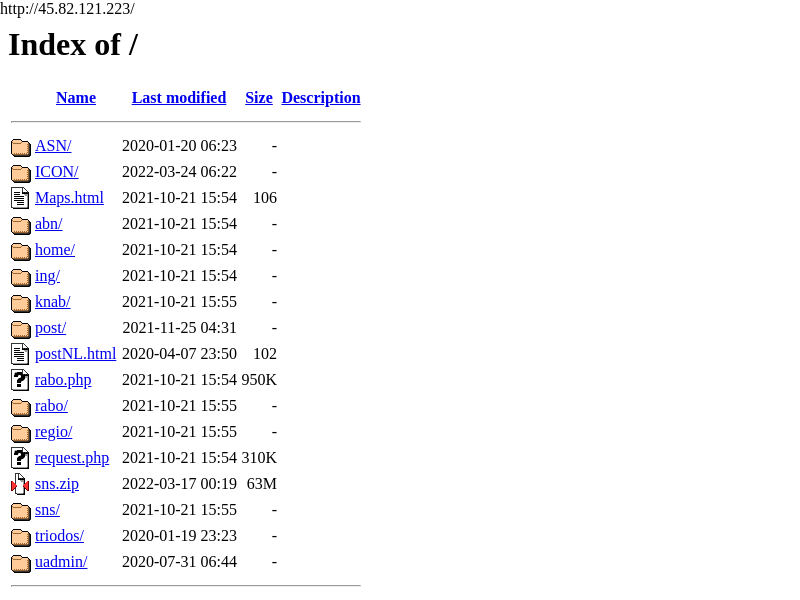 http://45.82.121.223/
Index of /
Name Last modified Size Description
ASN/ 2020-01-20 06:23 -
ICON/ 2022-03-24 06:22 -
Maps.html 2021-10-21 15:54 106
abn/ 2021-10-21 15:54 -
home/ 2021-10-21 15:54 -
ing/ 2021-10-21 15:54 -
knab/ 2021-10-21 15:55 -
post/ 2021-11-25 04:31 -
postNL.html 2020-04-07 23:50 102
rabo.php 2021-10-21 15:54 950K
rabo/ 2021-10-21 15:55 -
regio/ 2021-10-21 15:55 -
request.php 2021-10-21 15:54 310K
sns.zip 2022-03-17 00:19 63M
sns/ 2021-10-21 15:55 -
triodos/ 2020-01-19 23:23 -
uadmin/ 2020-07-31 06:44 -